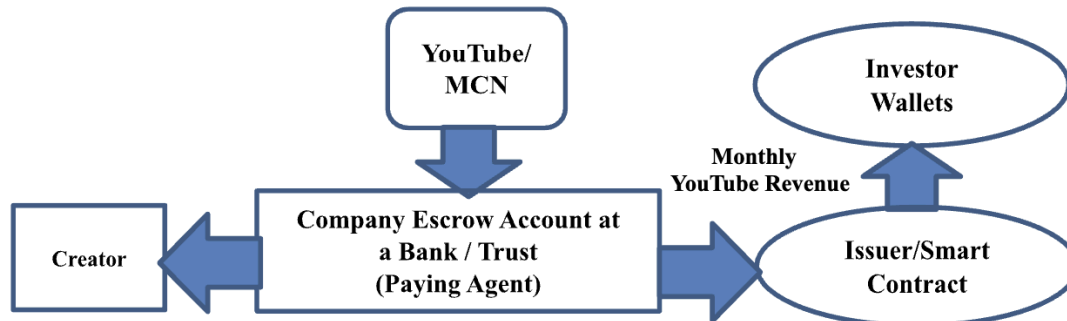 YouTube/
MCN
Investor
Wallets
Monthly
YouTube Revenue
Creator
Company Escrow Account at
a Bank / Trust
(Paying Agent)
Issuer/Smart
Contract